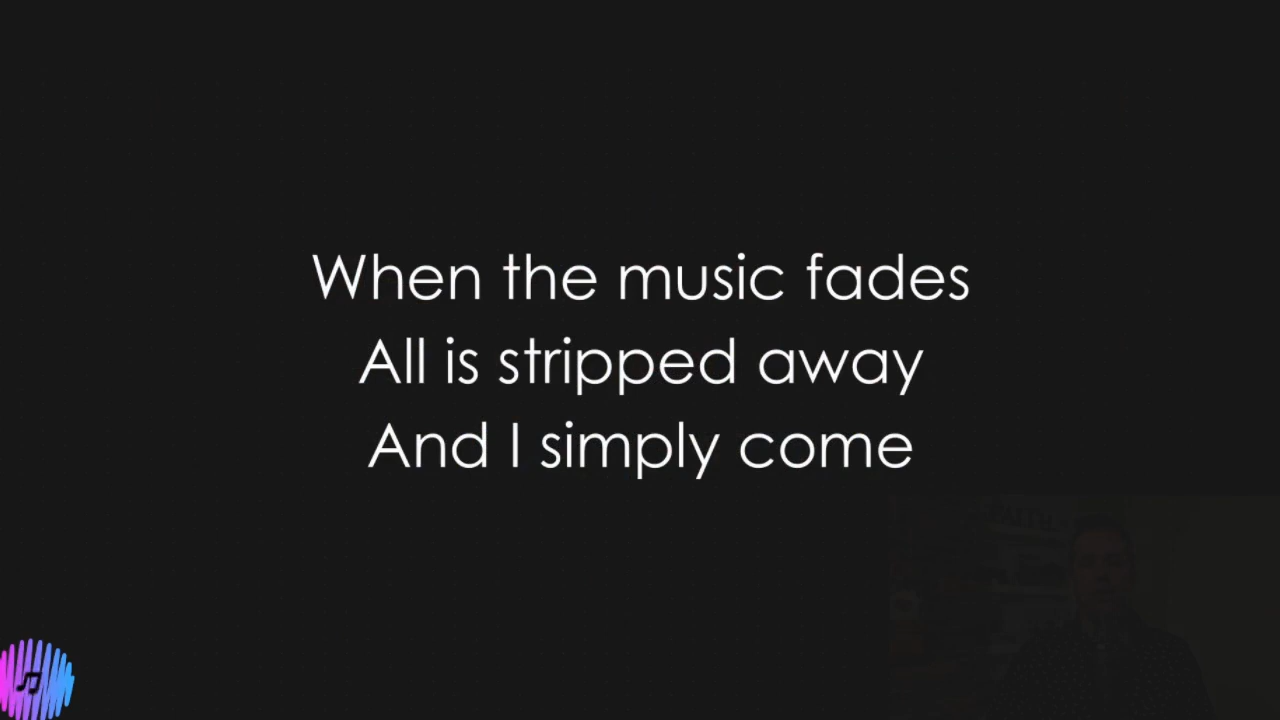 When the music fades
All is stripped away
And I simply come